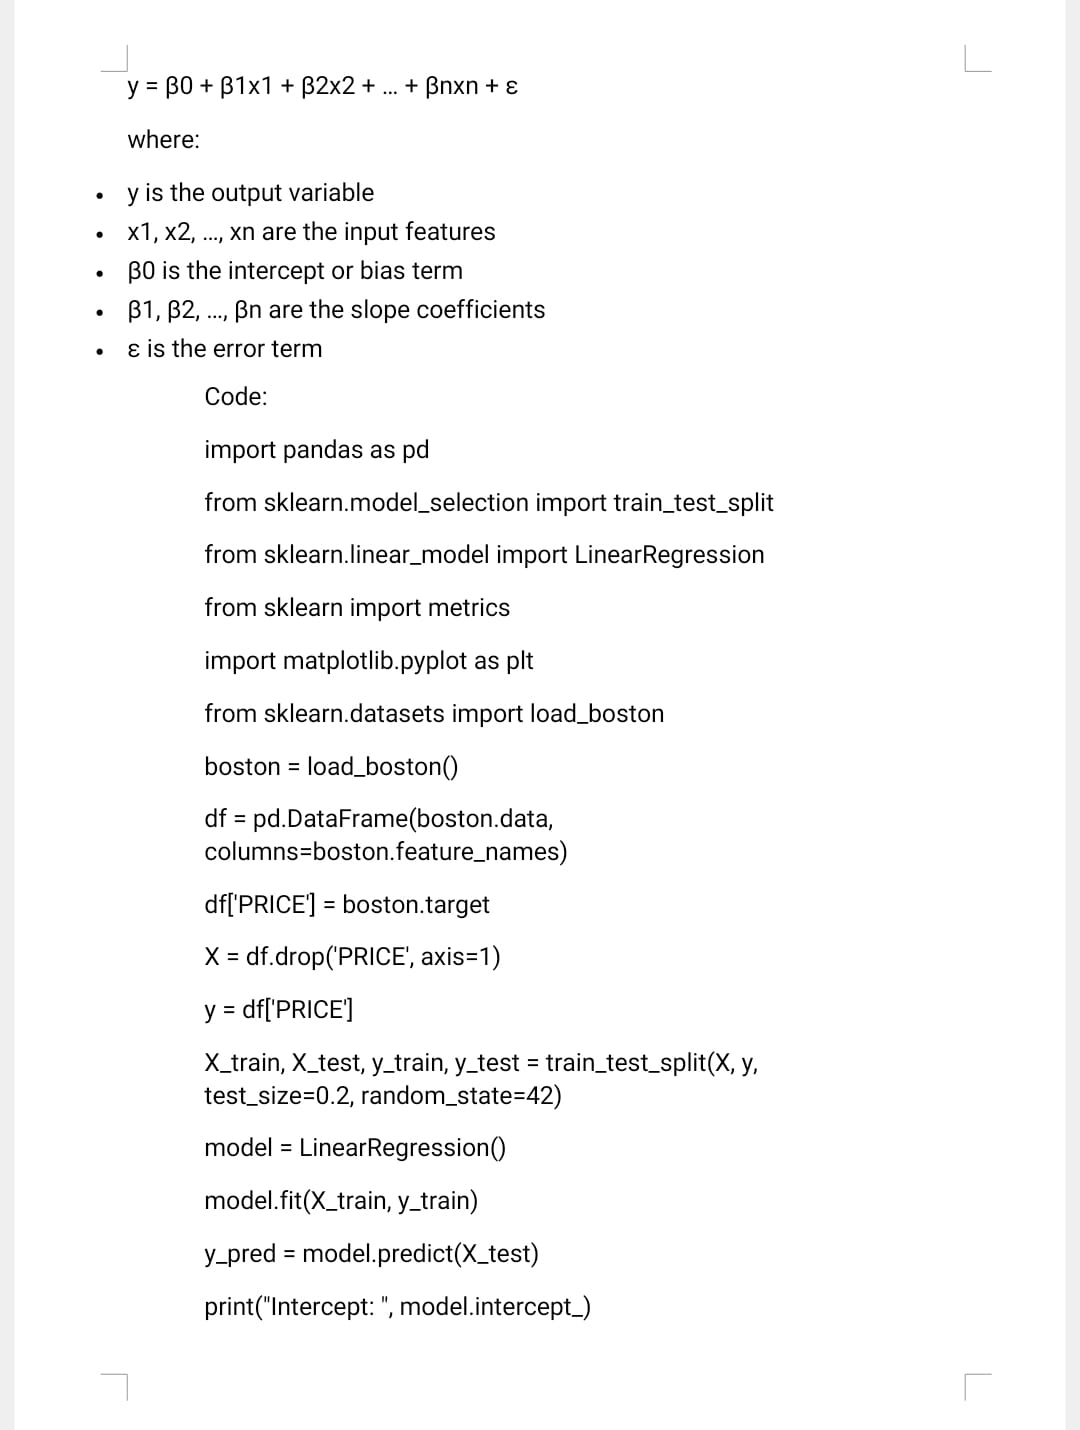 y = β0 + β1x1 + β2x2 + … + βnxn + ε
where:
• y is the output variable
• x1, x2, …, xn are the input features
• β0 is the intercept or bias term
• β1, β2, …, βn are the slope coefficients
• ε is the error term
Code:
import pandas as pd
from sklearn.model_selection import train_test_split
from sklearn.linear_model import LinearRegression
from sklearn import metrics
import matplotlib.pyplot as plt
from sklearn.datasets import load_boston
boston = load_boston()
df = pd.DataFrame(boston.data,
columns=boston.feature_names)
df['PRICE'] = boston.target
X = df.drop('PRICE', axis=1)
y = df['PRICE']
X_train, X_test, y_train, y_test = train_test_split(X, y,
test_size=0.2, random_state=42)
model = LinearRegression()
model.fit(X_train, y_train)
y_pred = model.predict(X_test)
print("Intercept: ", model.intercept_)